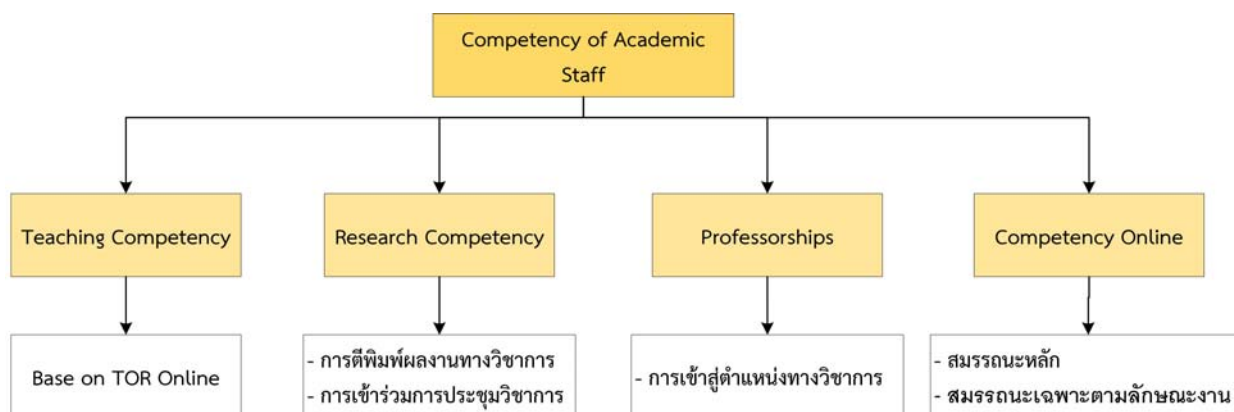 Competency of Academic
Staff
Teaching Competency
Research Competency
Professorships
Competency Online
Base on TOR Online
- การตีพิมพ์ผลงานทางวิชาการ
- การเข้าร่วมการประชุมวิชาการ
- การเข้าสู่ตำแหน่งทางวิชาการ
- สมรรถนะหลัก
- สมรรถนะเฉพาะตามลักษณะงาน